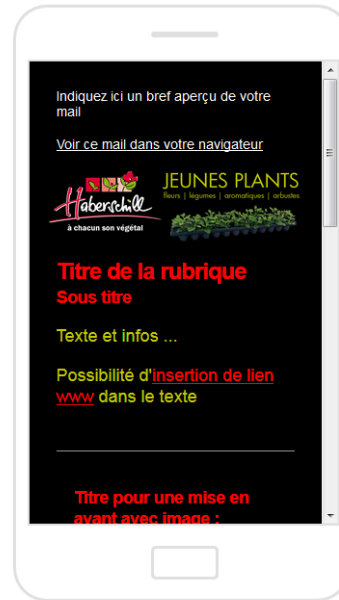 Indiquez ici un bref aperçu de votre
mail
Voir ce mail dans votre navigateur
Haberschill
à chacun son végétal
JEUNES PLANTS
fleurs | légumes | aromatiques | arbustes
Titre de la rubrique
Sous titre
Texte et infos ...
Possibilité d'insertion de lien
www dans le texte
Titre pour une mise en
avant avec image :